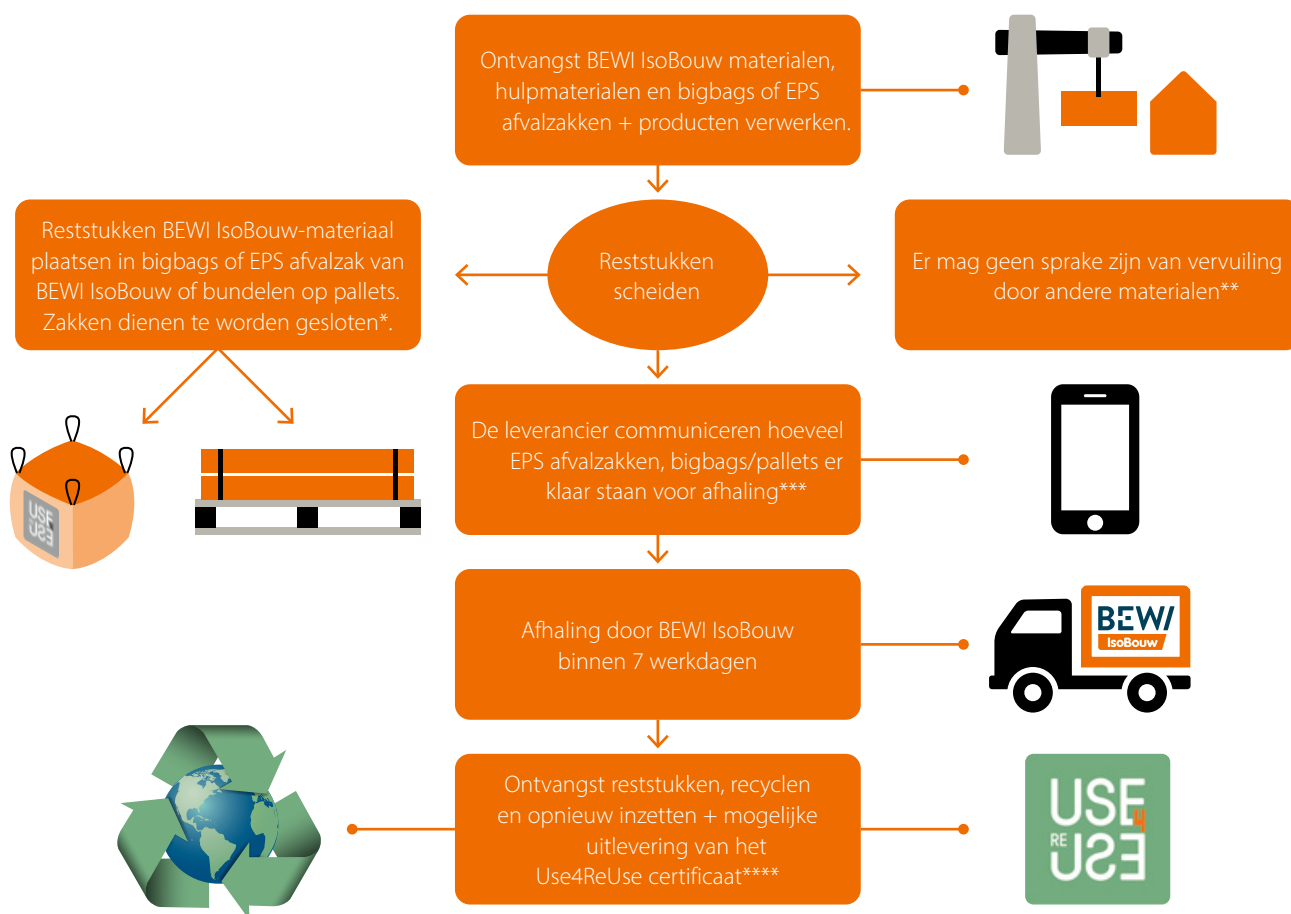 Ontvangst BEWI IsoBouw materialen,
hulpmaterialen en bigbags of EPS
afvalzakken + producten verwerken.
Reststukken BEWI IsoBouw-materiaal
plaatsen in bigbags of EPS afvalzak van
BEWI IsoBouw of bundelen op pallets.
Zakken dienen te worden gesloten*.
Reststukken
scheiden
Er mag geen sprake zijn van vervuiling
door andere materialen**
USE
USE
De leverancier communiceren hoeveel
EPS afvalzakken, bigbags/pallets er
klaar staan voor afhaling***
Afhaling door BEWI IsoBouw
binnen 7 werkdagen
BEWI
IsoBouw
Ontvangst reststukken, recyclen
en opnieuw inzetten + mogelijke
uitlevering van het
Use4ReUse certificaat****
USE
4
RE
USE